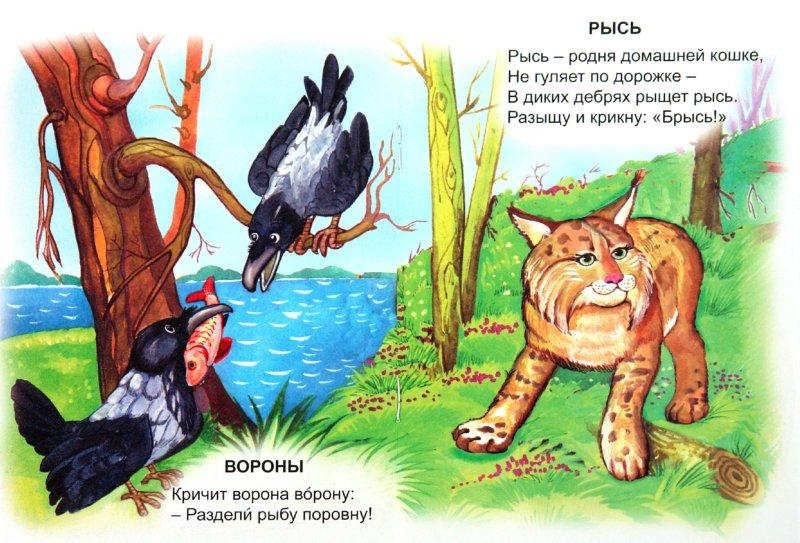 РЫСЬ
Рысь – родня домашней кошке,
Не гуляет по дорожке –
В диких дебрях рыщет рысь.
Разыщу и крикну: «Брысь!»
ВОРОНЫ
Кричит ворона во́рону:
– Раздели́ рыбу поровну!